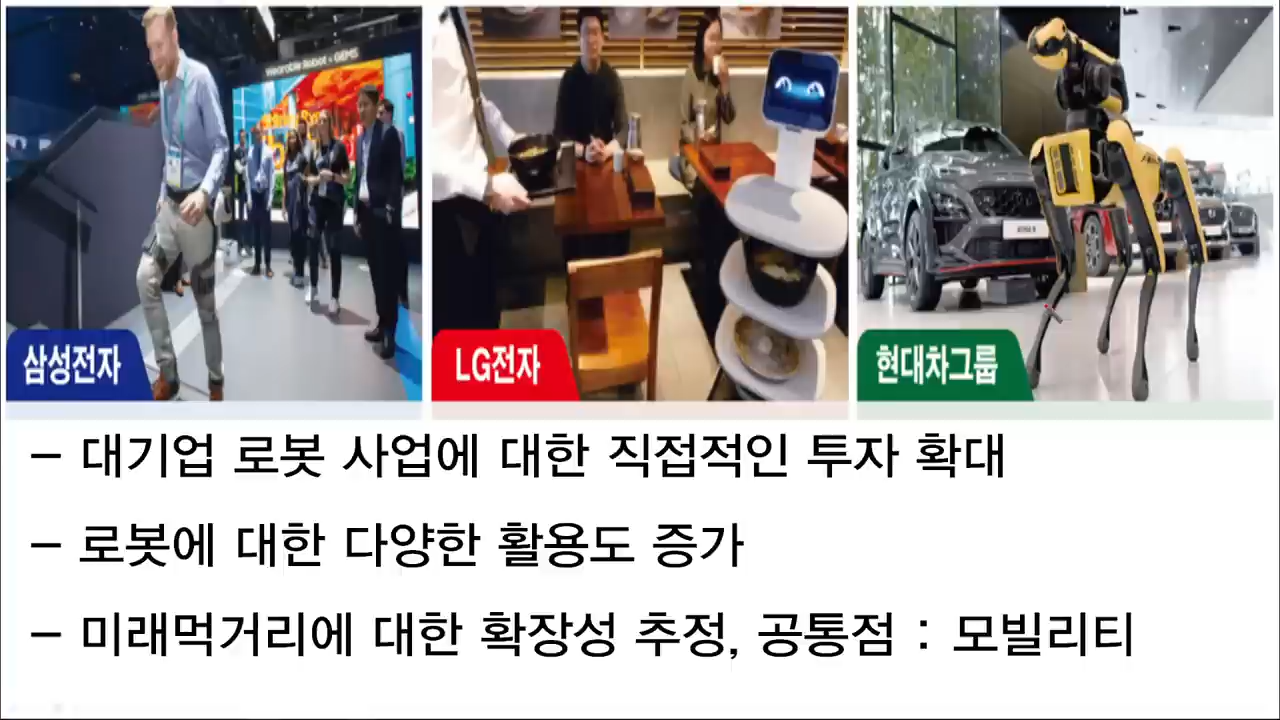 Wearable Robot - GEMS
삼성전자
LG전자
현대차그룹
– 대기업 로봇 사업에 대한 직접적인 투자 확대
– 로봇에 대한 다양한 활용도 증가
– 미래먹거리에 대한 확장성 추정, 공통점 : 모빌리티